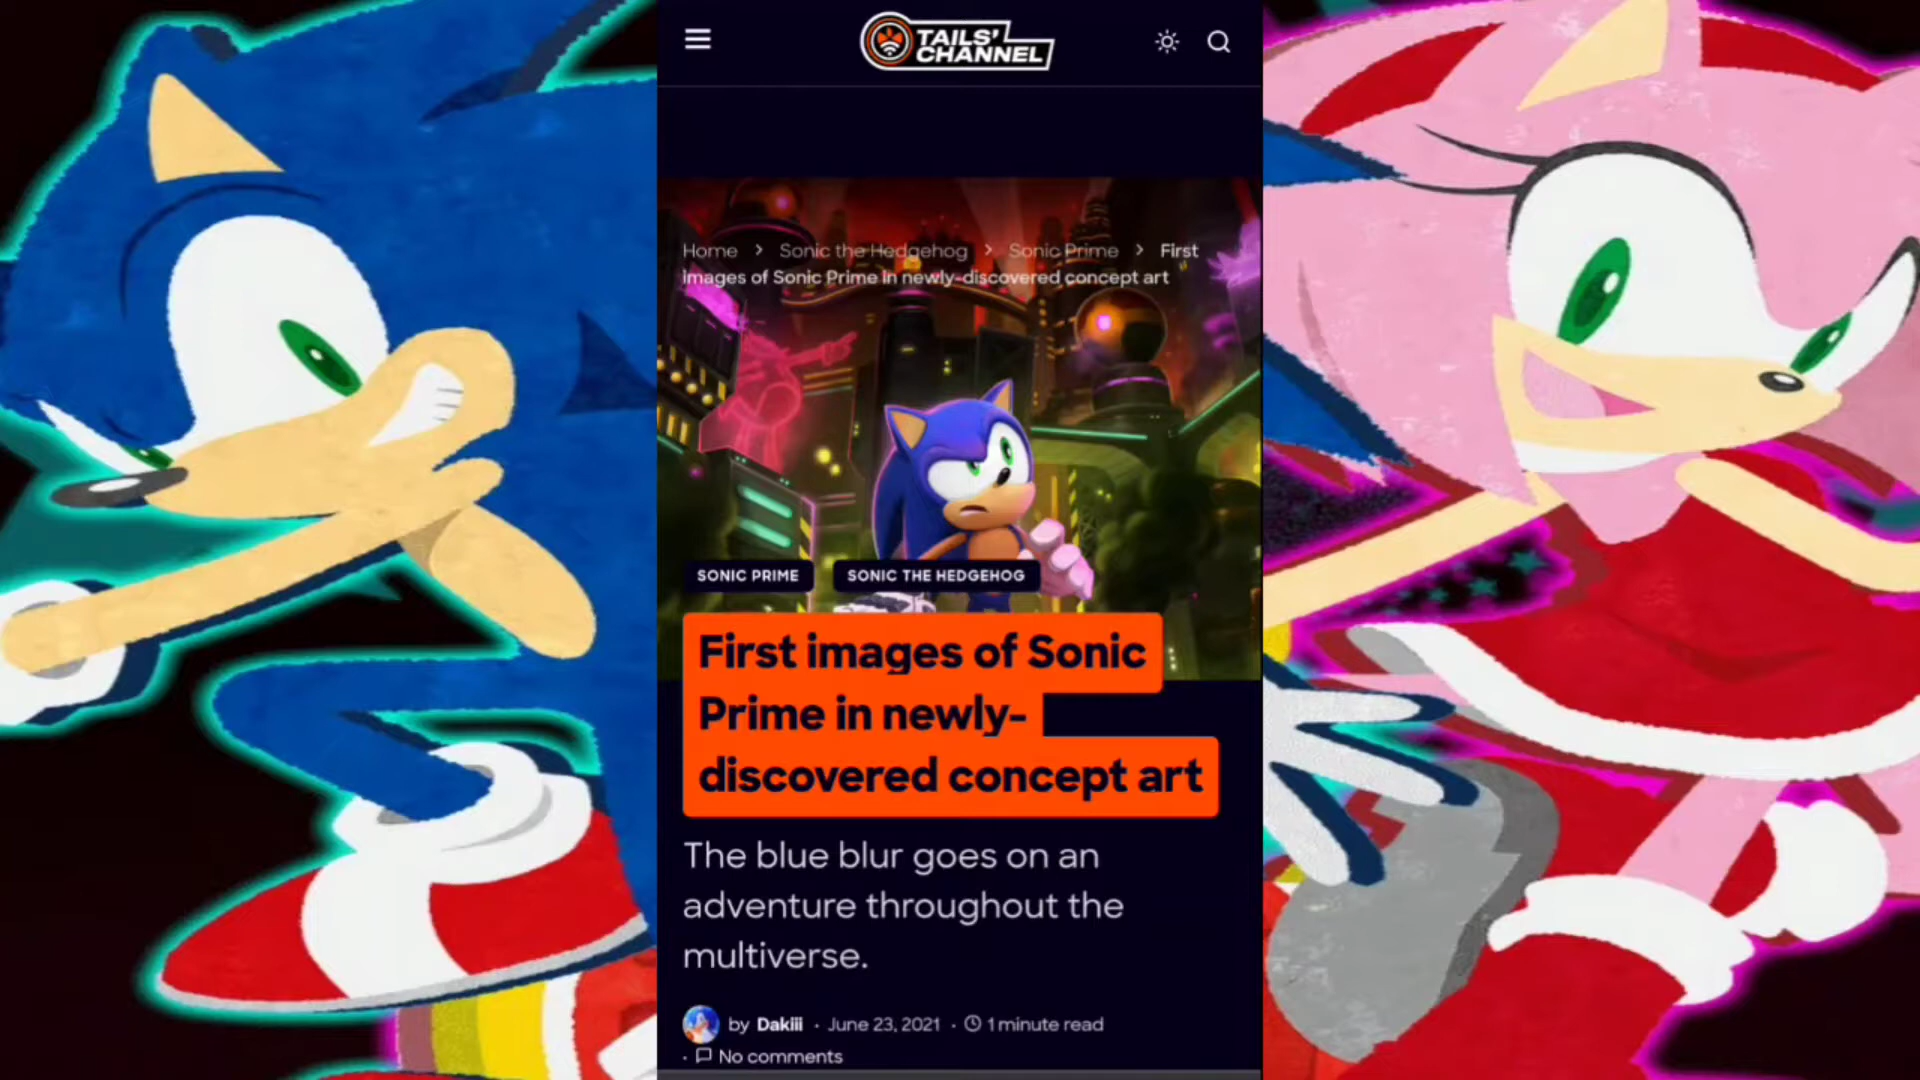 TAILS'
CHANNEL
Home > Sonic the Hedgehog > Sonic Prime > First
images of Sonic Prime in newly-discovered concept art
SONIC PRIME
SONIC THE HEDGEHOG
First images of Sonic
Prime in newly-
discovered concept art
The blue blur goes on an
adventure throughout the
multiverse.
by Dakiii · June 23, 2021 · 1 minute read
· No comments